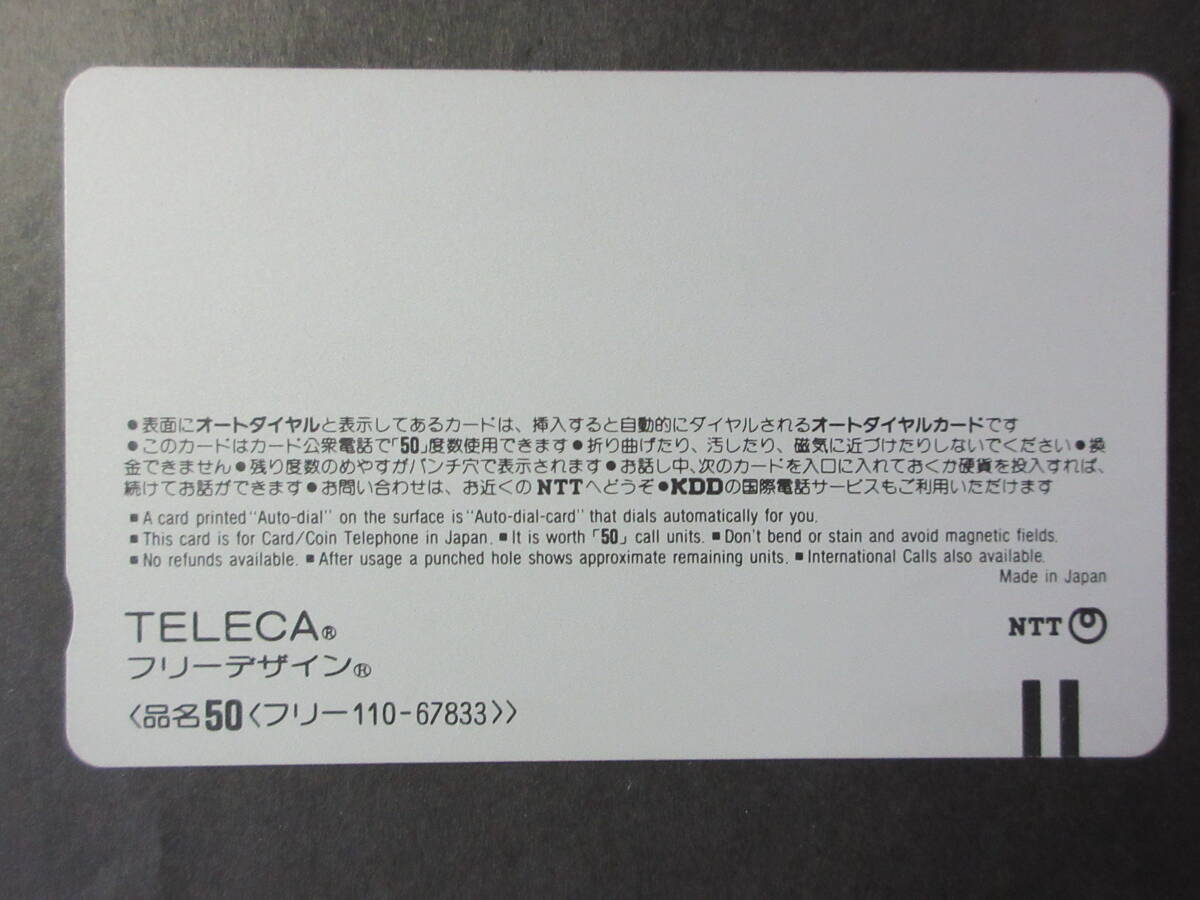 ●表面にオートダイヤルと表示してあるカードは、挿入すると自動的にダイヤルされるオートダイヤルカードです
●このカードはカード公衆電話で「50」度数使用できます●折り曲げたり、汚したり、磁気に近づけたりしないでください●換
金できません●残り度数のめやすがパンチ穴で表示されます●お話し中、次のカードを入口に入れておくか硬貨を投入すれば、
続けてお話ができます●お問い合わせは、お近くのNTTへどうぞ●KDDの国際電話サービスもご利用いただけます
■A card printed "Auto-dial" on the surface is "Auto-dial-card" that dials automatically for you.
■This card is for Card/Coin Telephone in Japan. ■It is worth「50」call units. ■Don't bend or stain and avoid magnetic fields.
■No refunds available. ■After usage a punched hole shows approximate remaining units. ■International Calls also available.
Made in Japan
TELECA®
NTT
フリーデザイン®
〈品名50〈フリー110-67833〉〉